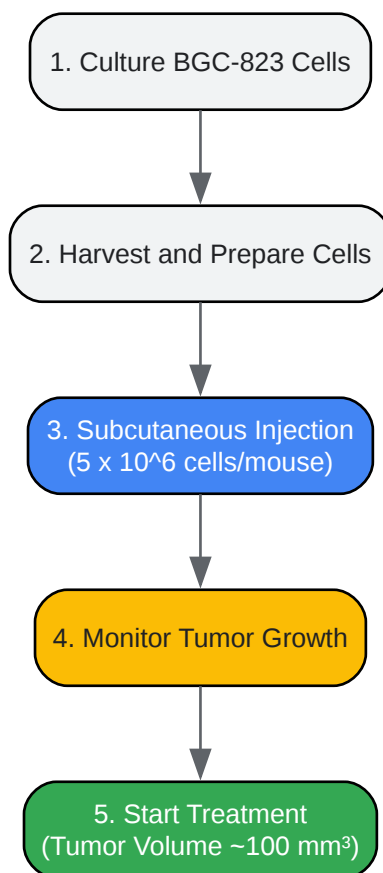 1. Culture BGC-823 Cells
2. Harvest and Prepare Cells
3. Subcutaneous Injection
(5 x 10^6 cells/mouse)
4. Monitor Tumor Growth
5. Start Treatment
(Tumor Volume ~100 mm³)